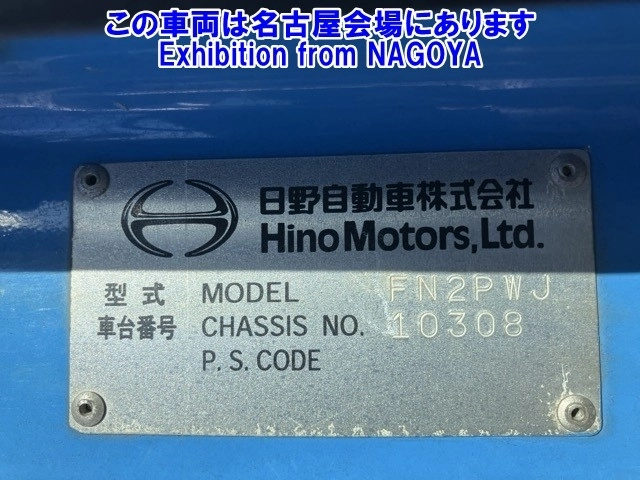 この車両は名古屋会場にあります
Exhibition from NAGOYA
日野自動車株式会社
Hino Motors, Ltd.
型式 MODEL FN2PWJ
車台番号 CHASSIS NO. 10308
P.S.CODE